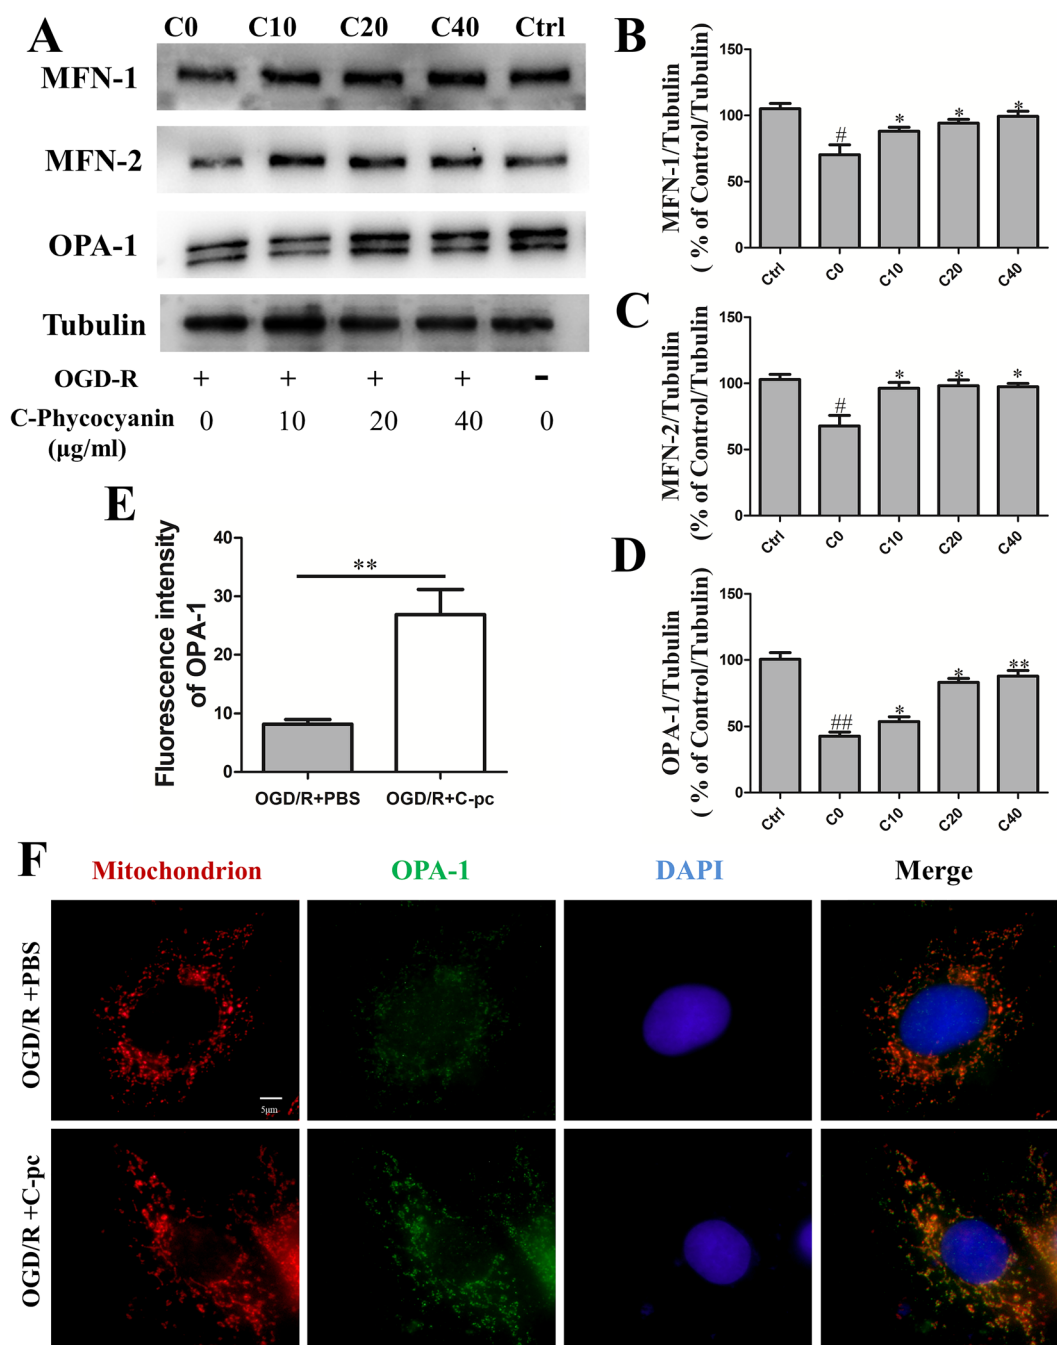 A
C0 C10 C20 C40 Ctrl
MFN-1
MFN-2
OPA-1
Tubulin
OGD-R + + + + -
C-Phycocyanin 0 10 20 40 0
(μg/ml)
B
MFN-1/Tubulin
( % of Control/Tubulin)
150
100
50
0
# * * *
Ctrl C0 C10 C20 C40
C
MFN-2/Tubulin
(% of Control/Tubulin
150
100
50
0
# * * *
Ctrl C0 C10 C20 C40
D
OPA-1/Tubulin
( % of Control/Tubulin)
150
100
50
0
## * * **
Ctrl C0 C10 C20 C40
E
Fluorescence intensity
of OPA-1
40
30
20
10
0
**
OGD/R+PBS OGD/R+C-pc
F
Mitochondrion OPA-1 DAPI Merge
OGD/R +PBS
5μm
OGD/R +C-pc